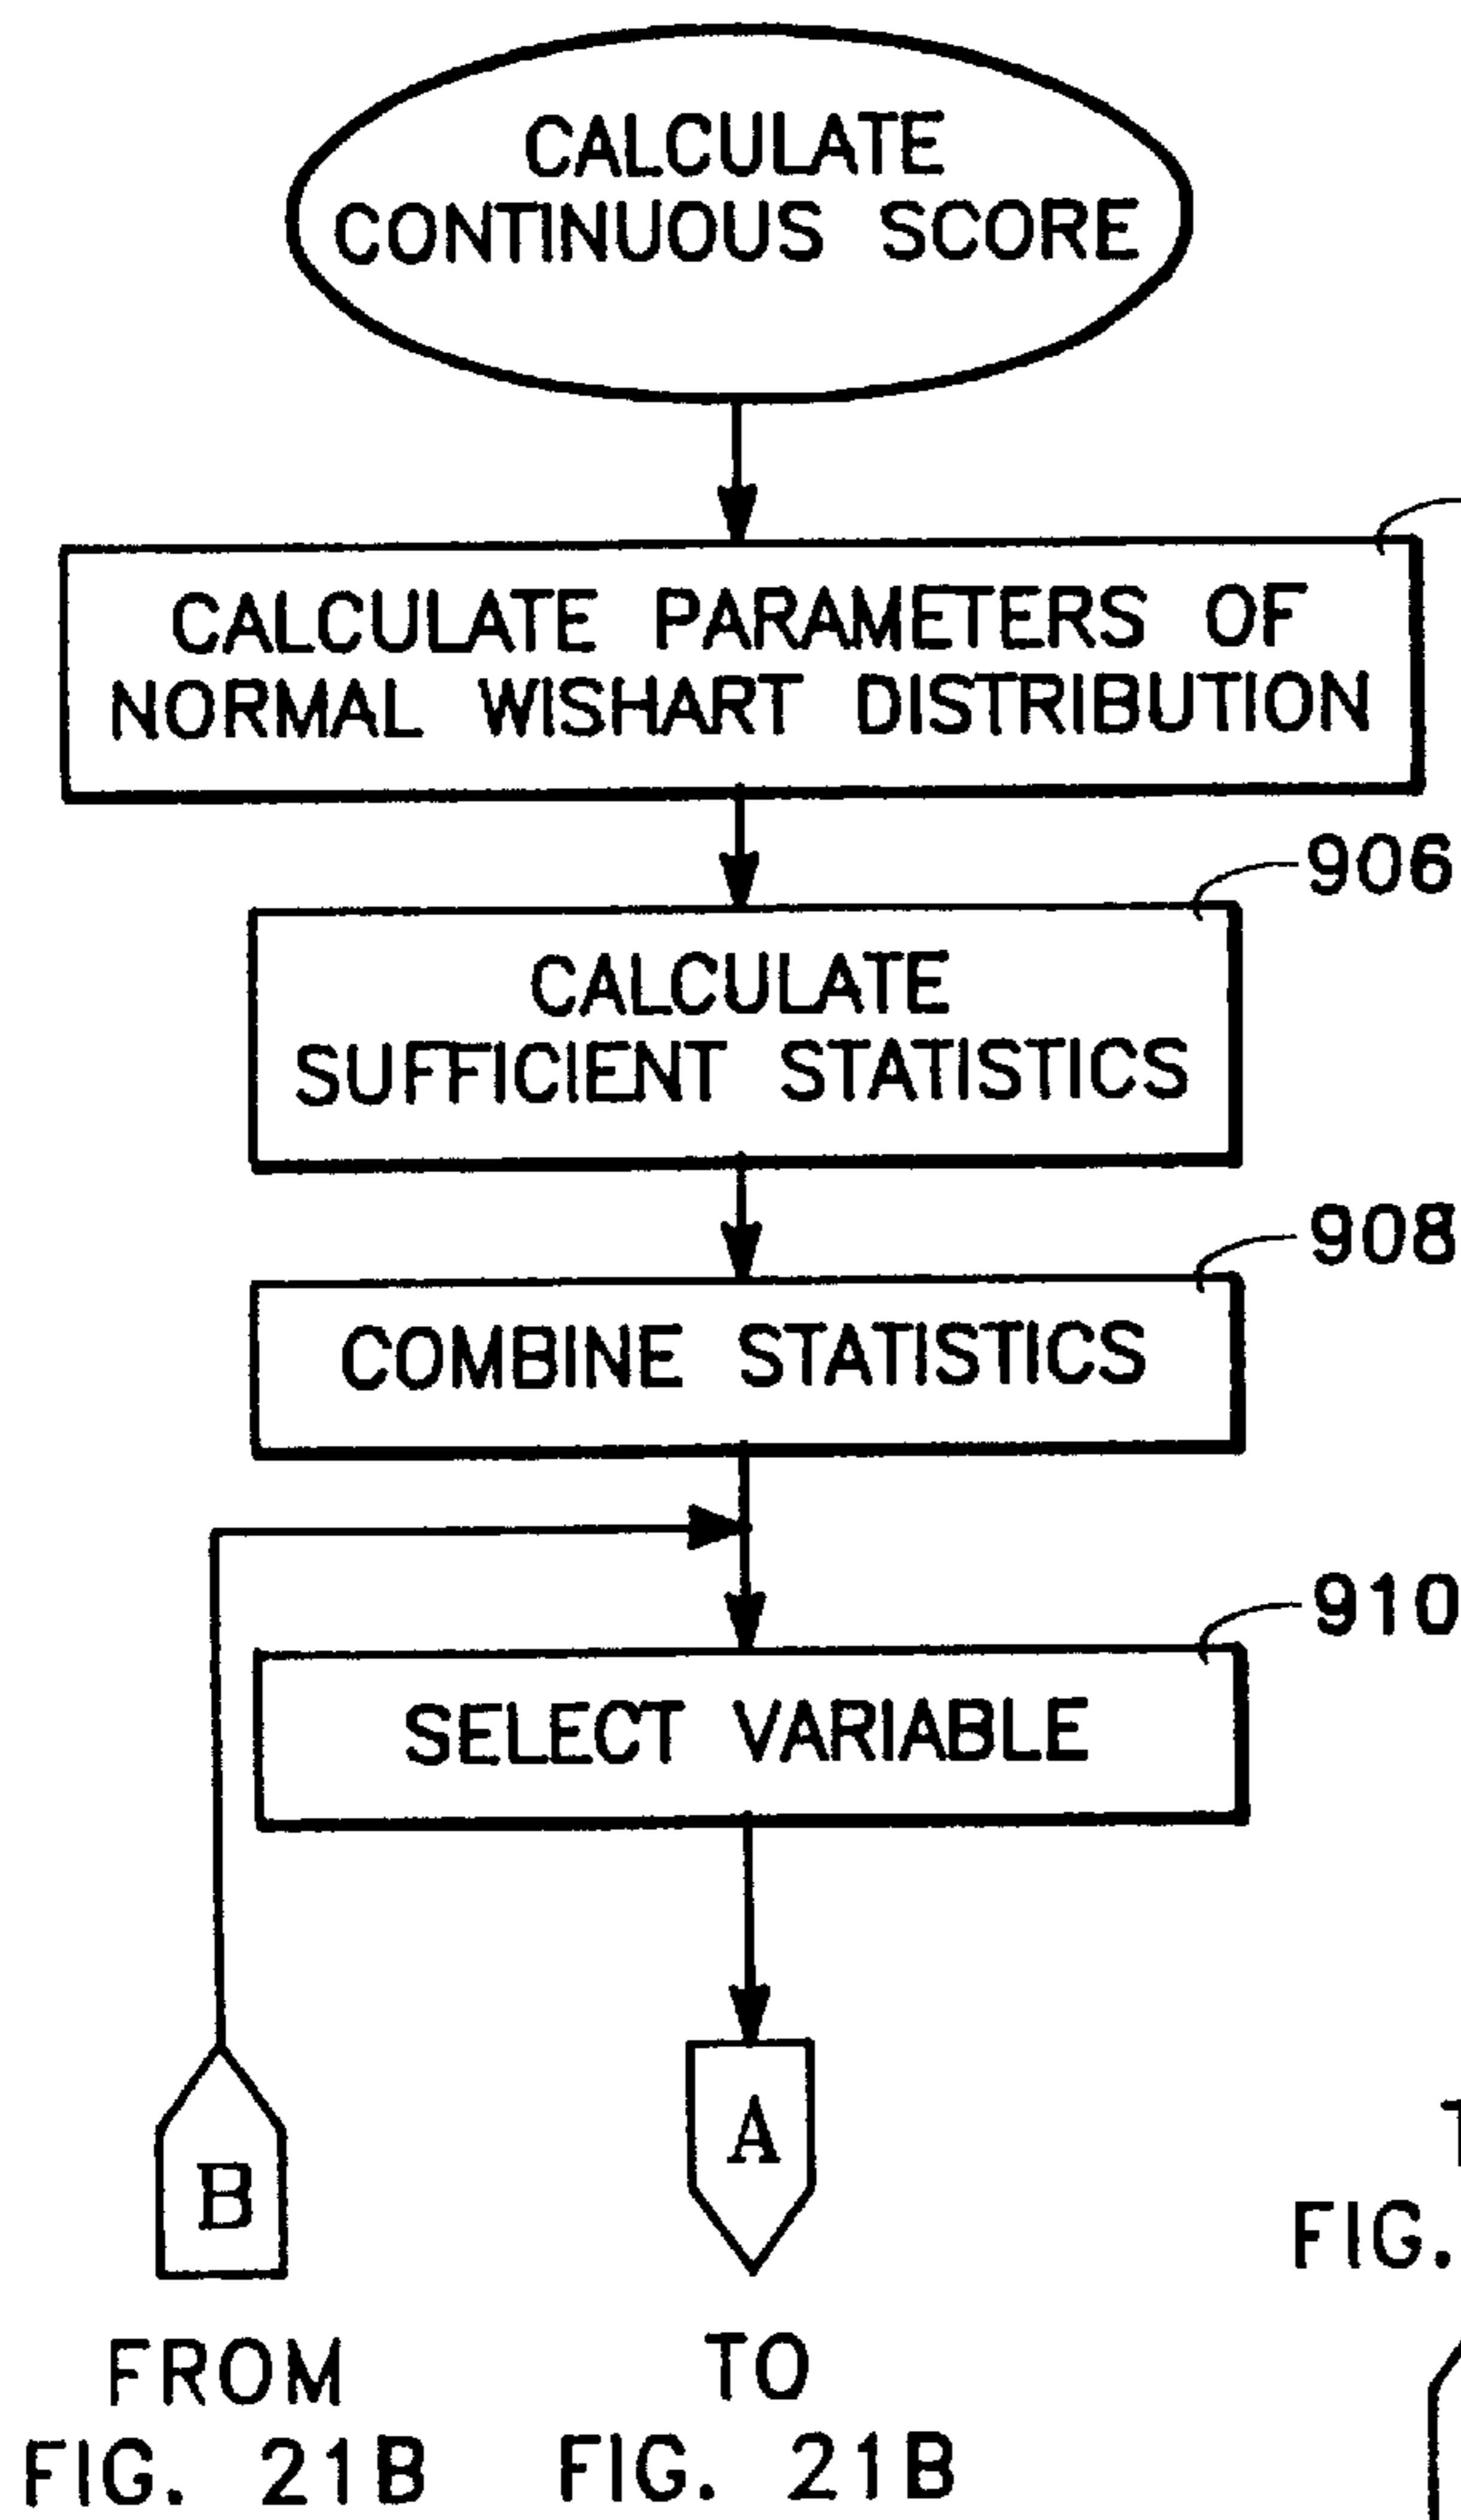 CALCULATE
CONTINUOUS SCORE
CALCULATE PARAMETERS OF
NORMAL WISHART DISTRIBUTION
906
CALCULATE
SUFFICIENT STATISTICS
908
COMBINE STATISTICS
910
SELECT VARIABLE
A
B
FIG.
FROM
FIG. 21B
TO
FIG. 21B